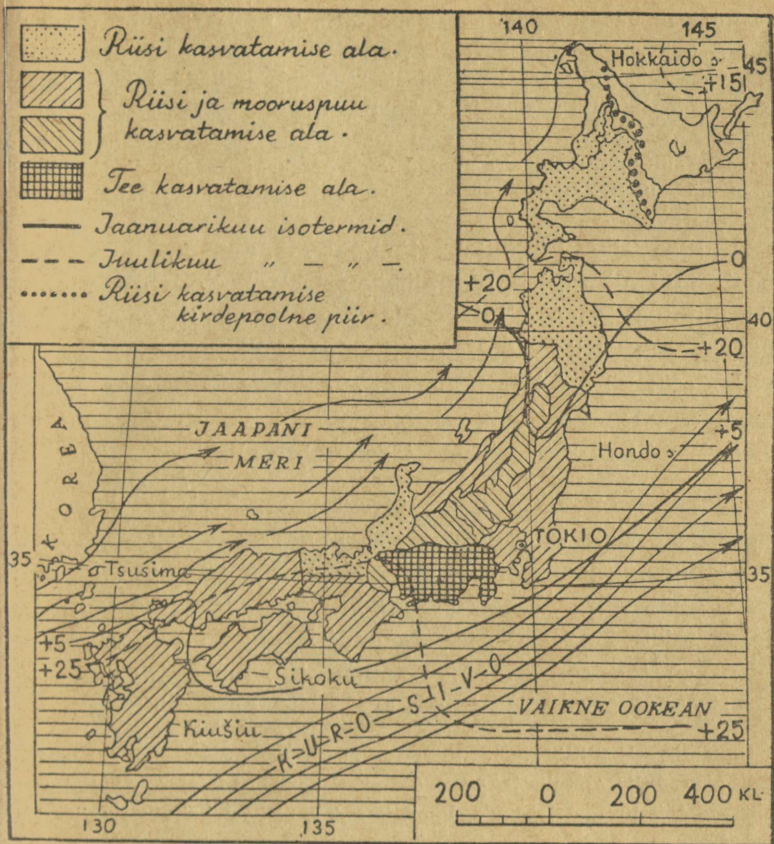 Riisi kasvatamise ala.
Riisi ja mooruspuu
kasvatamise ala.
Tee kasvatamise ala.
Jaanuarikuu isotermid.
Juulikuu „ — „ —.
Riisi kasvatamise
kirdepoolne piir.
140
145
Hokkaido s.
45
+15
0
+20
0
40
+20
KOREA
JAAPANI
MERI
+5
Hondo s
TOKIO
35
Tsusima
35
+5
+25
Sikoku
Kiušiu
KURO-SIVO
VAIKNE OOKEAN
+25
130
135
200 0 200 400 KL.